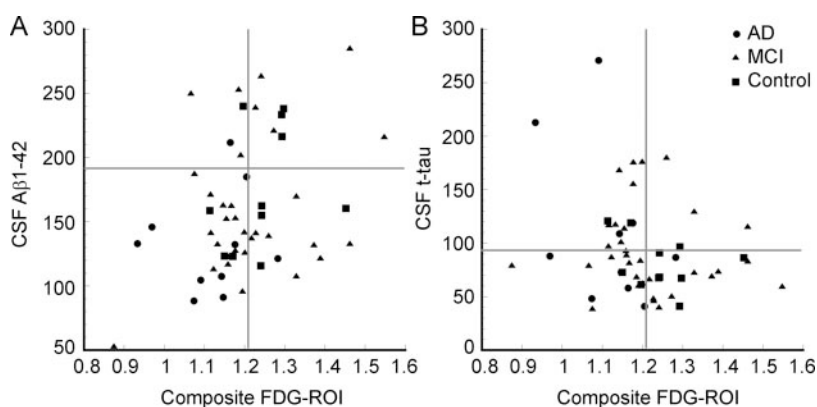 A
300
250
200
150
100
50
CSF Aβ1-42
0.8 0.9 1 1.1 1.2 1.3 1.4 1.5 1.6
Composite FDG-ROI
B
300
250
200
150
100
50
0
CSF t-tau
0.8 0.9 1 1.1 1.2 1.3 1.4 1.5 1.6
Composite FDG-ROI
AD
MCI
Control